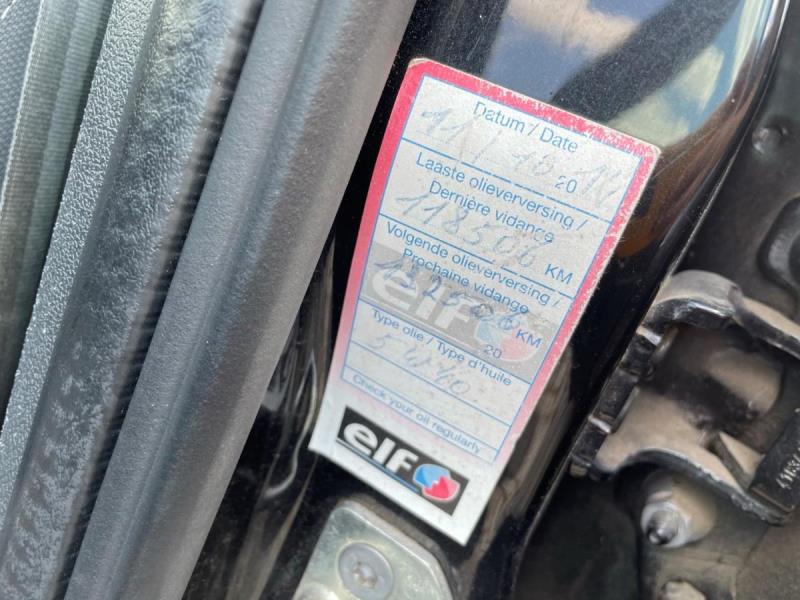 Datum / Date
20
Laaste olieverversing /
Dernière vidange
118506 KM
Volgende olieverversing /
Prochaine vidange
KM
20
Type olie / Type d'huile
5W40
Check your oil regularly
elf
elf